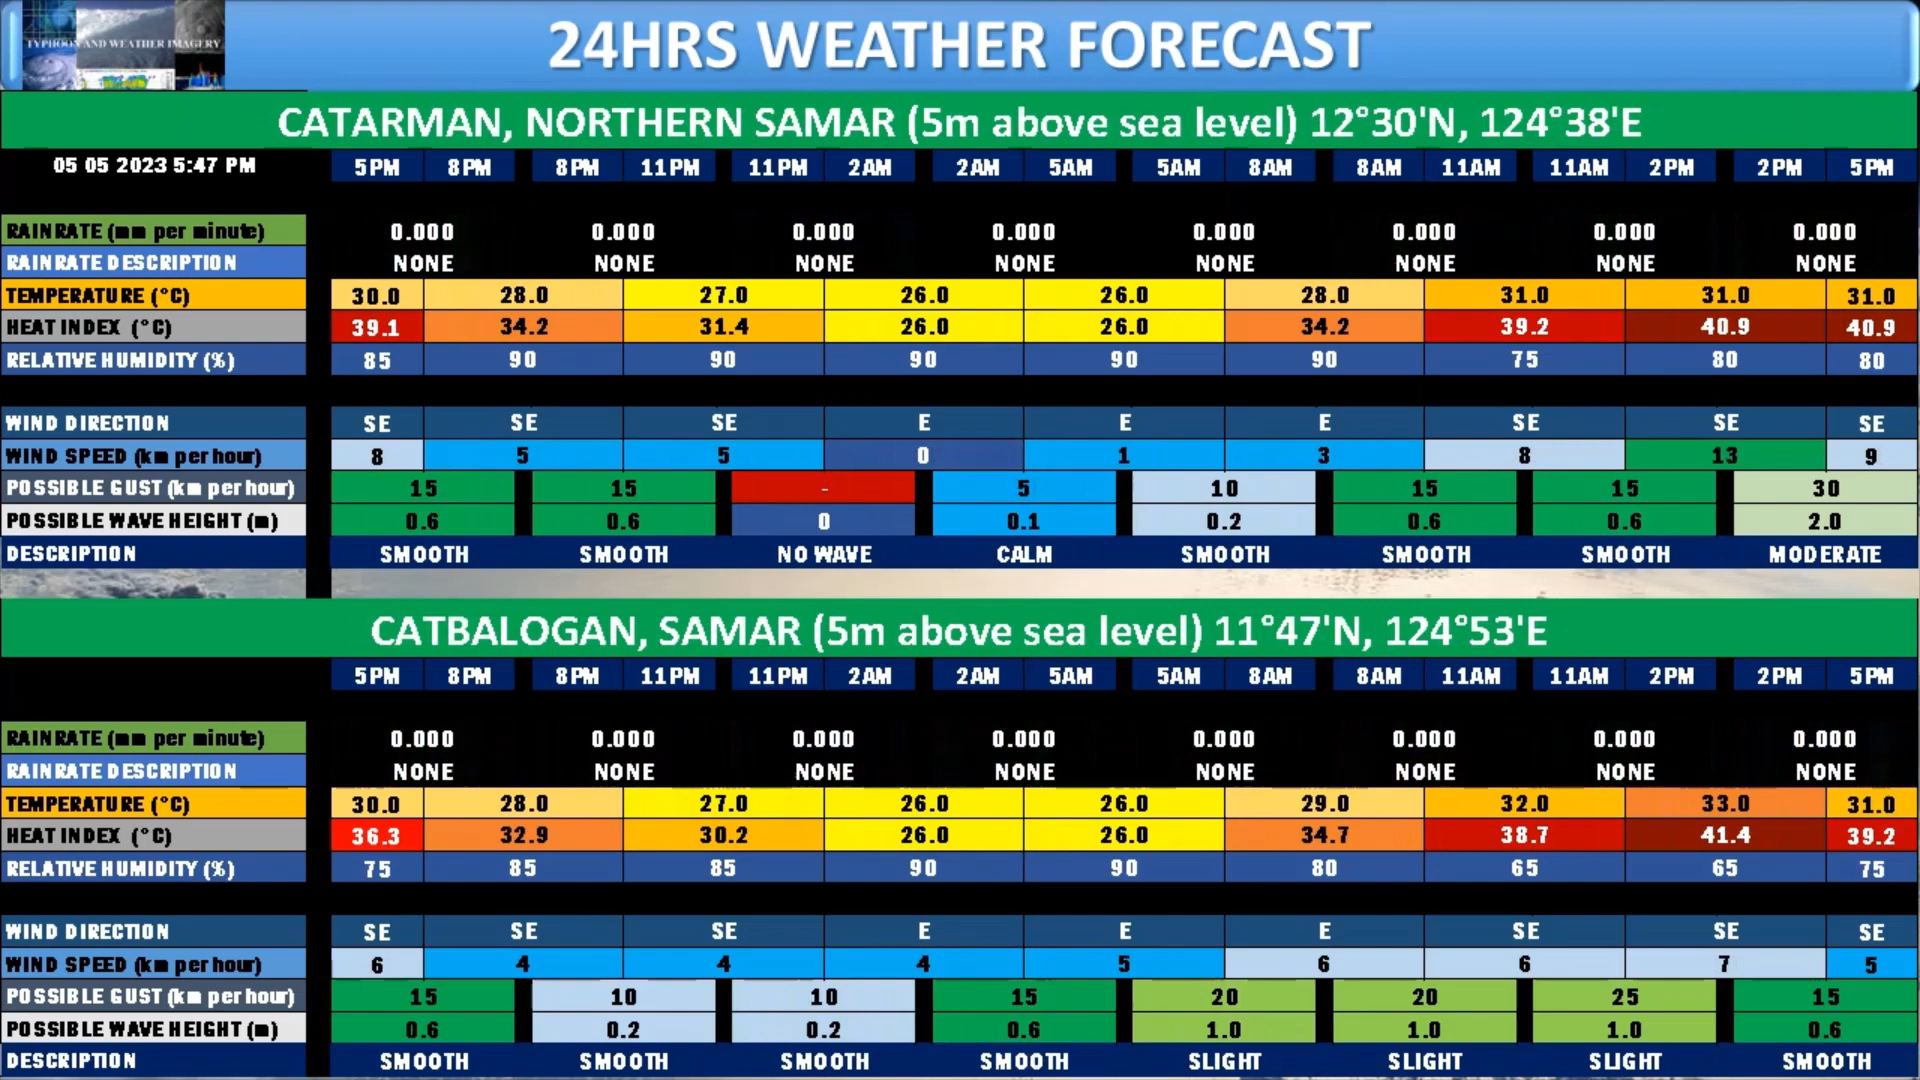 TYPHOON AND WEATHER IMAGERY
24HRS WEATHER FORECAST
CATARMAN, NORTHERN SAMAR (5m above sea level) 12°30'N, 124°38'E
05 05 2023 5:47 PM 5PM 8PM 8PM 11PM 11PM 2AM 2AM 5AM 5AM 8AM 8AM 11AM 11AM 2PM 2PM 5PM
RAINRATE (mm per minute) 0.000 0.000 0.000 0.000 0.000 0.000 0.000 0.000
RAINRATE DESCRIPTION NONE NONE NONE NONE NONE NONE NONE NONE
TEMPERATURE (°C) 30.0 28.0 27.0 26.0 26.0 28.0 31.0 31.0 31.0
HEAT INDEX (°C) 39.1 34.2 31.4 26.0 26.0 34.2 39.2 40.9 40.9
RELATIVE HUMIDITY (%) 85 90 90 90 90 90 75 80 80
WIND DIRECTION SE SE SE E E E SE SE SE
WIND SPEED (km per hour) 8 5 5 0 1 3 8 13 9
POSSIBLE GUST (km per hour) 15 15 - 5 10 15 15 30
POSSIBLE WAVE HEIGHT (m) 0.6 0.6 0 0.1 0.2 0.6 0.6 2.0
DESCRIPTION SMOOTH SMOOTH NO WAVE CALM SMOOTH SMOOTH SMOOTH MODERATE
CATBALOGAN, SAMAR (5m above sea level) 11°47'N, 124°53'E
5PM 8PM 8PM 11PM 11PM 2AM 2AM 5AM 5AM 8AM 8AM 11AM 11AM 2PM 2PM 5PM
RAINRATE (mm per minute) 0.000 0.000 0.000 0.000 0.000 0.000 0.000 0.000
RAINRATE DESCRIPTION NONE NONE NONE NONE NONE NONE NONE NONE
TEMPERATURE (°C) 30.0 28.0 27.0 26.0 26.0 29.0 32.0 33.0 31.0
HEAT INDEX (°C) 36.3 32.9 30.2 26.0 26.0 34.7 38.7 41.4 39.2
RELATIVE HUMIDITY (%) 75 85 85 90 90 80 65 65 75
WIND DIRECTION SE SE SE E E E SE SE SE
WIND SPEED (km per hour) 6 4 4 4 5 6 6 7 5
POSSIBLE GUST (km per hour) 15 10 10 15 20 20 25 15
POSSIBLE WAVE HEIGHT (m) 0.6 0.2 0.2 0.6 1.0 1.0 1.0 0.6
DESCRIPTION SMOOTH SMOOTH SMOOTH SMOOTH SLIGHT SLIGHT SLIGHT SMOOTH